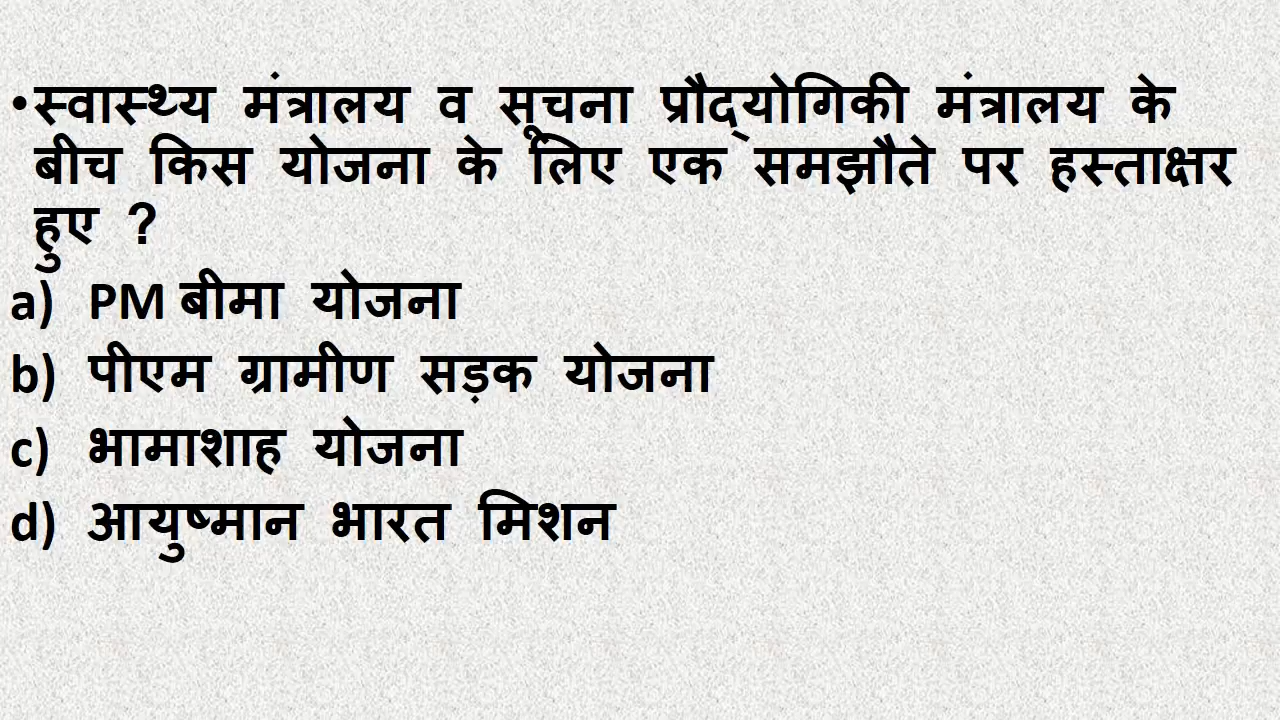 •स्वास्थ्य मंत्रालय व सूचना प्रौद्योगिकी मंत्रालय के
बीच किस योजना के लिए एक समझौते पर हस्ताक्षर
हुए ?
a) PM बीमा योजना
b) पीएम ग्रामीण सड़क योजना
c) भामाशाह योजना
d) आयुष्मान भारत मिशन